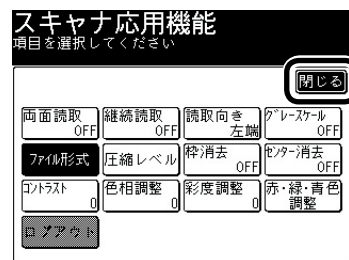 スキャナ応用機能
項目を選択してください
閉じる
両面読取 OFF
継続読取 OFF
読取向き 左端
グレースケール OFF
ファイル形式
圧縮レベル
枠消去 OFF
センター消去 OFF
コントラスト 0
色相調整 0
彩度調整 0
赤・緑・青色調整
ログアウト